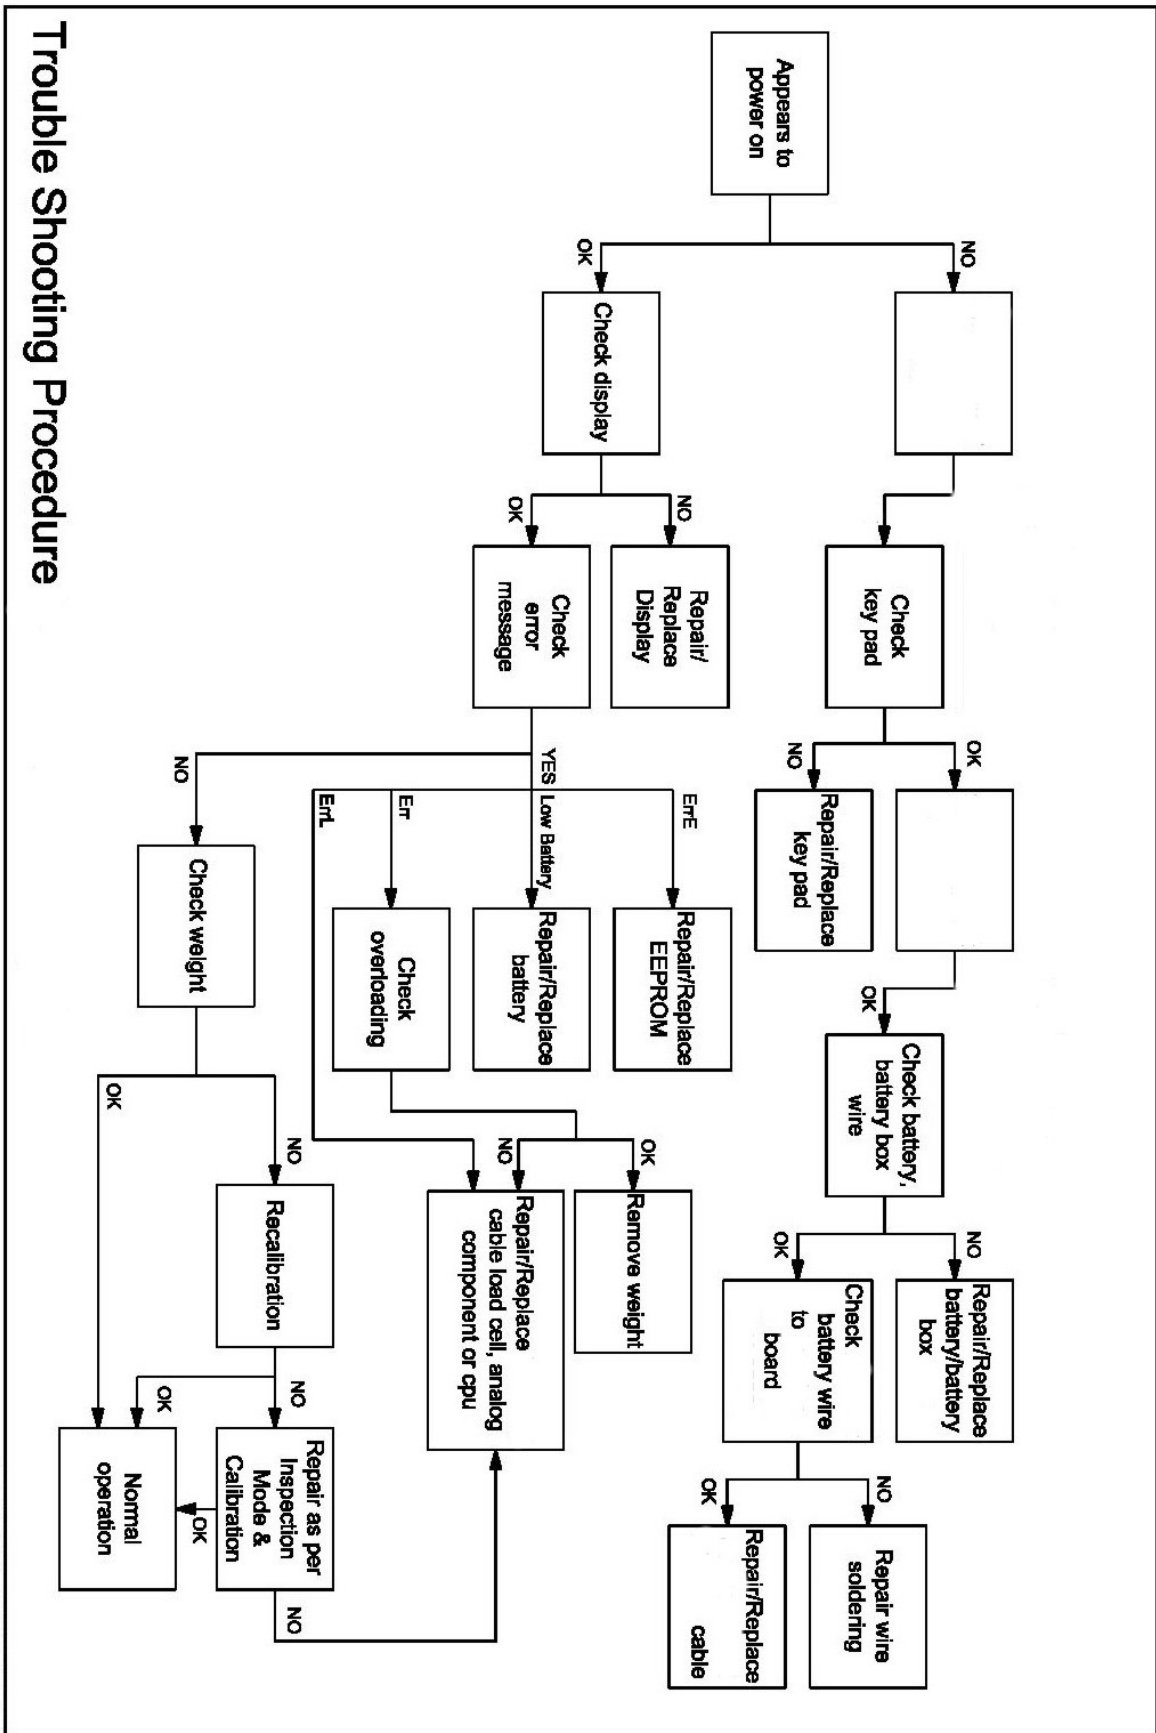 Trouble Shooting Procedure
Appears to
power on
NO
OK
Check display
NO
OK
Check
key pad
Repair/
Replace
Display
Check
error
message
OK
NO
YES
NO
Low Battery
ErrE
Err
ErrL
Repair/Replace
key pad
Repair/Replace
EEPROM
Repair/Replace
battery
Check
overloading
Check weight
OK
Check battery,
battery box
wire
OK
NO
NO
OK
NO
OK
Repair/Replace
battery/battery
box
Check
battery wire
to
board
Remove weight
Repair/Replace
cable load cell, analog
component or cpu
Recalibration
NO
OK
NO
OK
NO
OK
Repair wire
soldering
Repair/Replace
cable
Repair as per
Inspection
Mode &
Calibration
OK
NO
Normal
operation